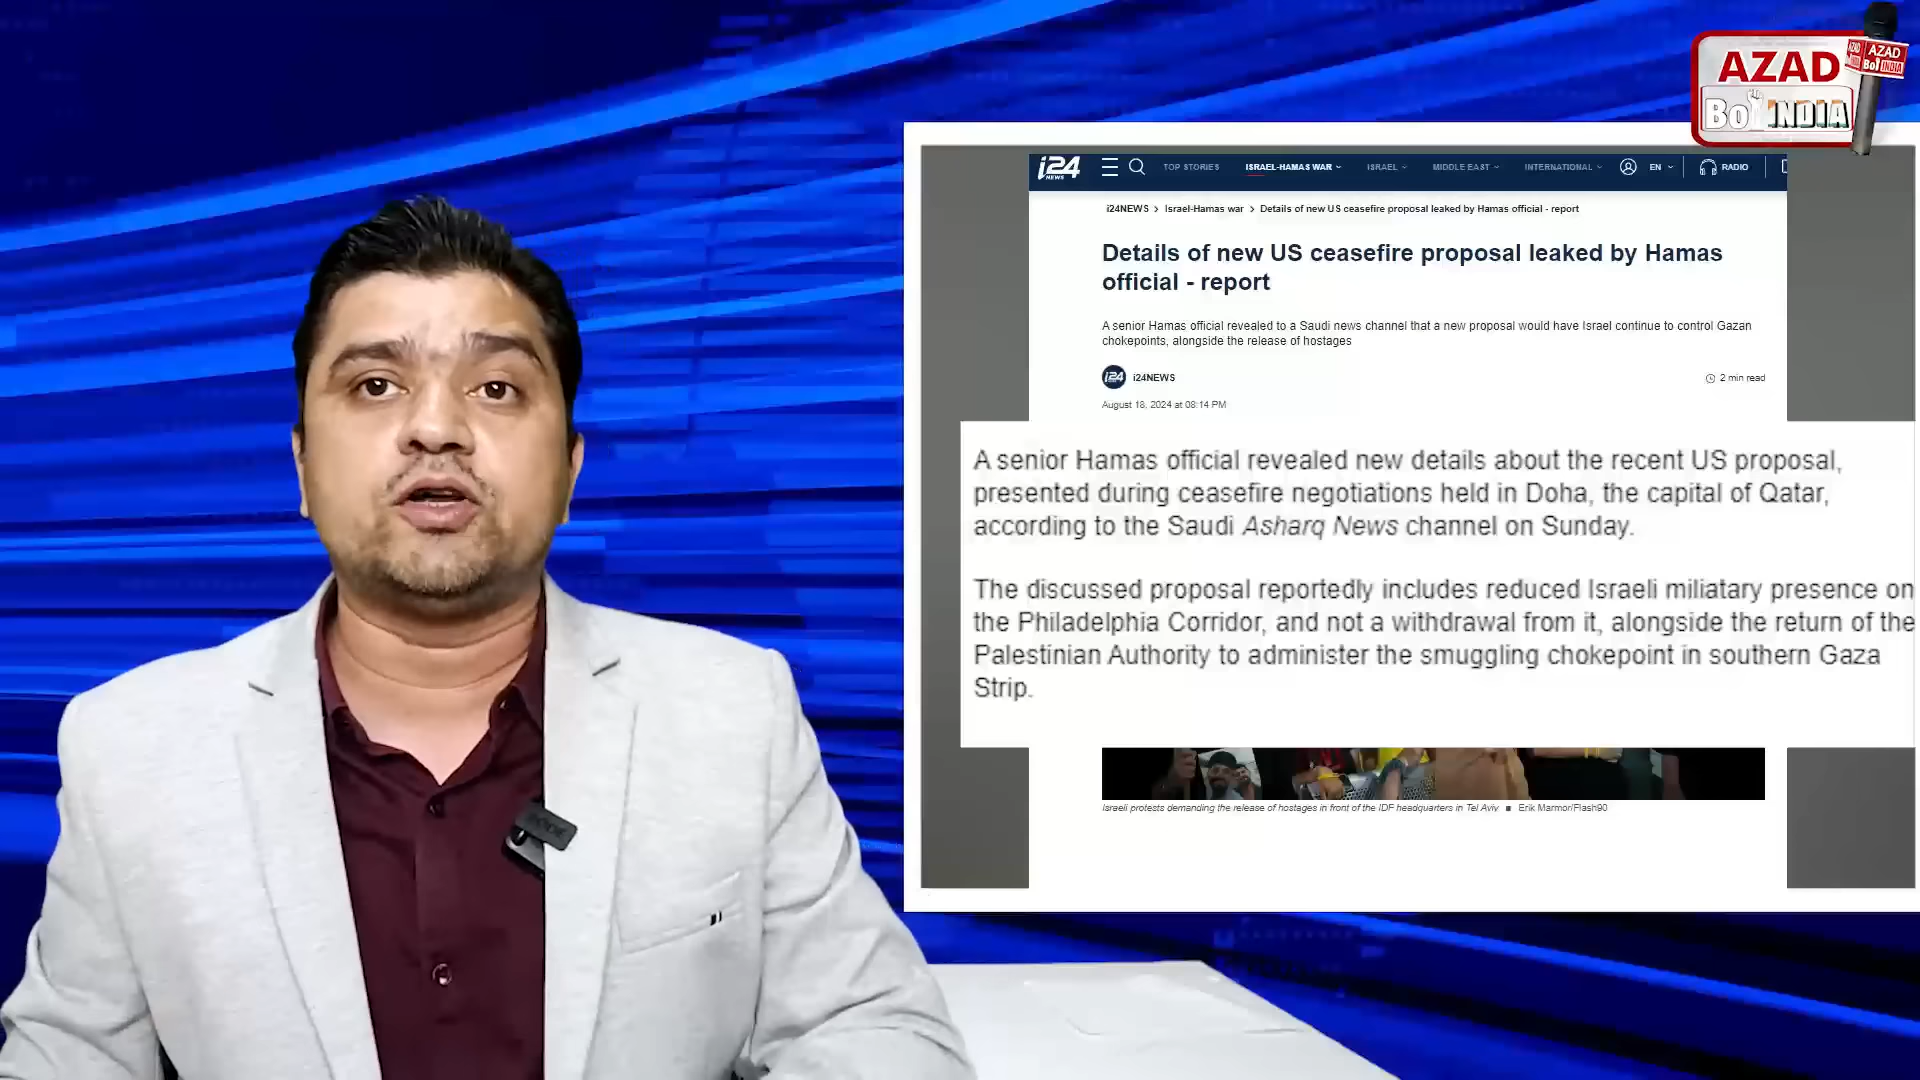 AZAD
Bol INDIA
AZAD
AZAD
Bol INDIA
i24
NEWS
TOP STORIES
ISRAEL-HAMAS WAR
ISRAEL
MIDDLE EAST
INTERNATIONAL
EN
RADIO
i24NEWS > Israel-Hamas war > Details of new US ceasefire proposal leaked by Hamas official - report
Details of new US ceasefire proposal leaked by Hamas
official - report
A senior Hamas official revealed to a Saudi news channel that a new proposal would have Israel continue to control Gazan
chokepoints, alongside the release of hostages
i24
i24NEWS
2 min read
August 18, 2024 at 08:14 PM
A senior Hamas official revealed new details about the recent US proposal,
presented during ceasefire negotiations held in Doha, the capital of Qatar,
according to the Saudi Asharq News channel on Sunday.
The discussed proposal reportedly includes reduced Israeli miliatary presence on
the Philadelphia Corridor, and not a withdrawal from it, alongside the return of the
Palestinian Authority to administer the smuggling chokepoint in southern Gaza
Strip.
Israeli protests demanding the release of hostages in front of the IDF headquarters in Tel Aviv ■ Erik Marmor/Flash90
RODE